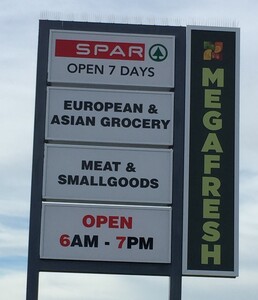 SPAR
OPEN 7 DAYS
EUROPEAN &
ASIAN GROCERY
MEAT &
SMALLGOODS
OPEN
6AM - 7PM
MEGAFRESH